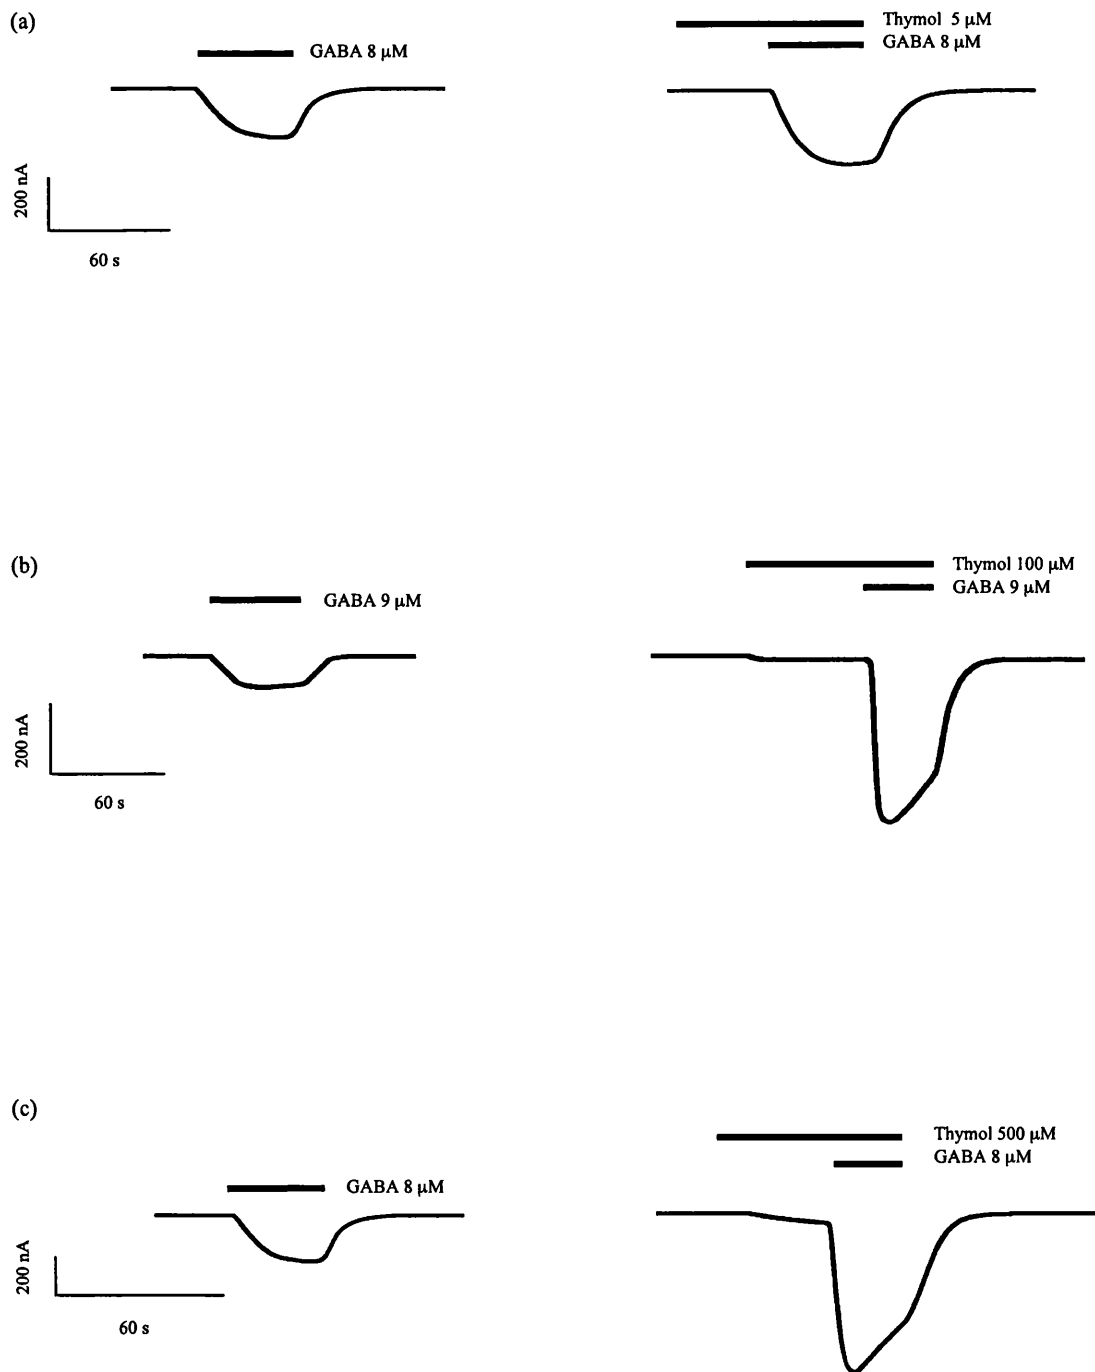 (a)
GABA 8 μM
Thymol 5 μM
GABA 8 μM
200 nA
60 s
(b)
GABA 9 μM
Thymol 100 μM
GABA 9 μM
200 nA
60 s
(c)
GABA 8 μM
Thymol 500 μM
GABA 8 μM
200 nA
60 s